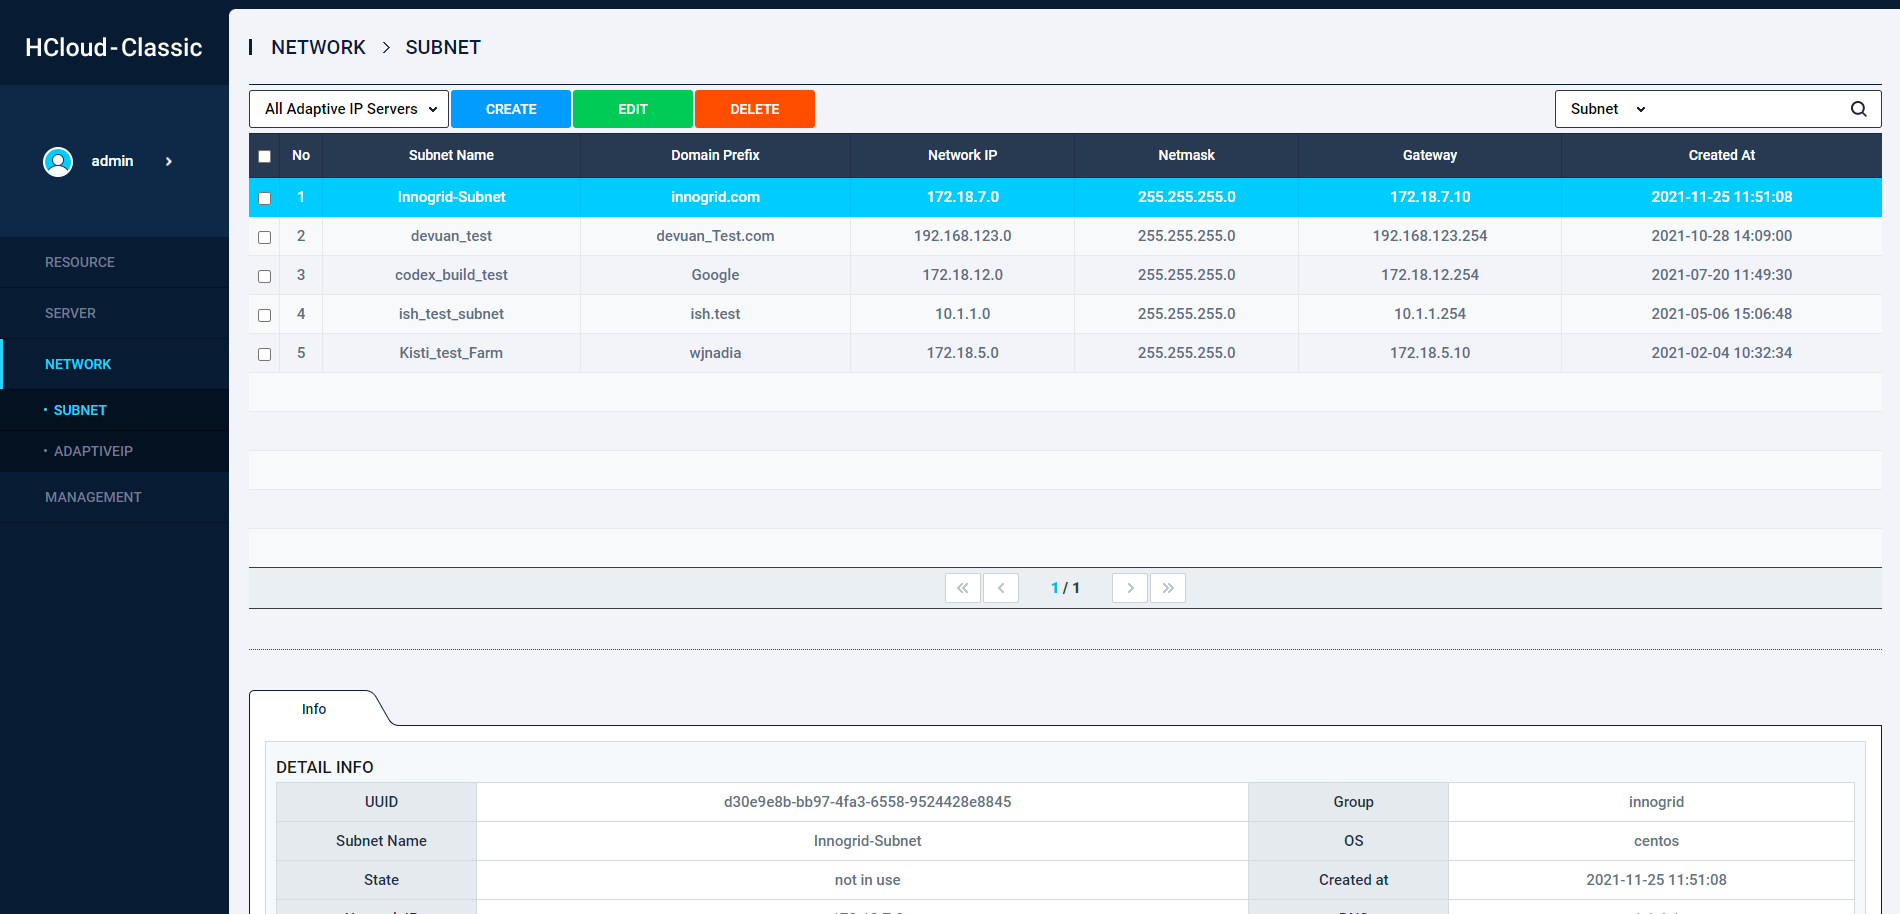 HCloud-Classic
admin
RESOURCE
SERVER
NETWORK
· SUBNET
· ADAPTIVEIP
MANAGEMENT
NETWORK > SUBNET
All Adaptive IP Servers CREATE EDIT DELETE Subnet
No Subnet Name Domain Prefix Network IP Netmask Gateway Created At
1 Innogrid-Subnet innogrid.com 172.18.7.0 255.255.255.0 172.18.7.10 2021-11-25 11:51:08
2 devuan_test devuan_Test.com 192.168.123.0 255.255.255.0 192.168.123.254 2021-10-28 14:09:00
3 codex_build_test Google 172.18.12.0 255.255.255.0 172.18.12.254 2021-07-20 11:49:30
4 ish_test_subnet ish.test 10.1.1.0 255.255.255.0 10.1.1.254 2021-05-06 15:06:48
5 Kisti_test_Farm wjnadia 172.18.5.0 255.255.255.0 172.18.5.10 2021-02-04 10:32:34
1 / 1
Info
DETAIL INFO
UUID d30e9e8b-bb97-4fa3-6558-9524428e8845 Group innogrid
Subnet Name Innogrid-Subnet OS centos
State not in use Created at 2021-11-25 11:51:08